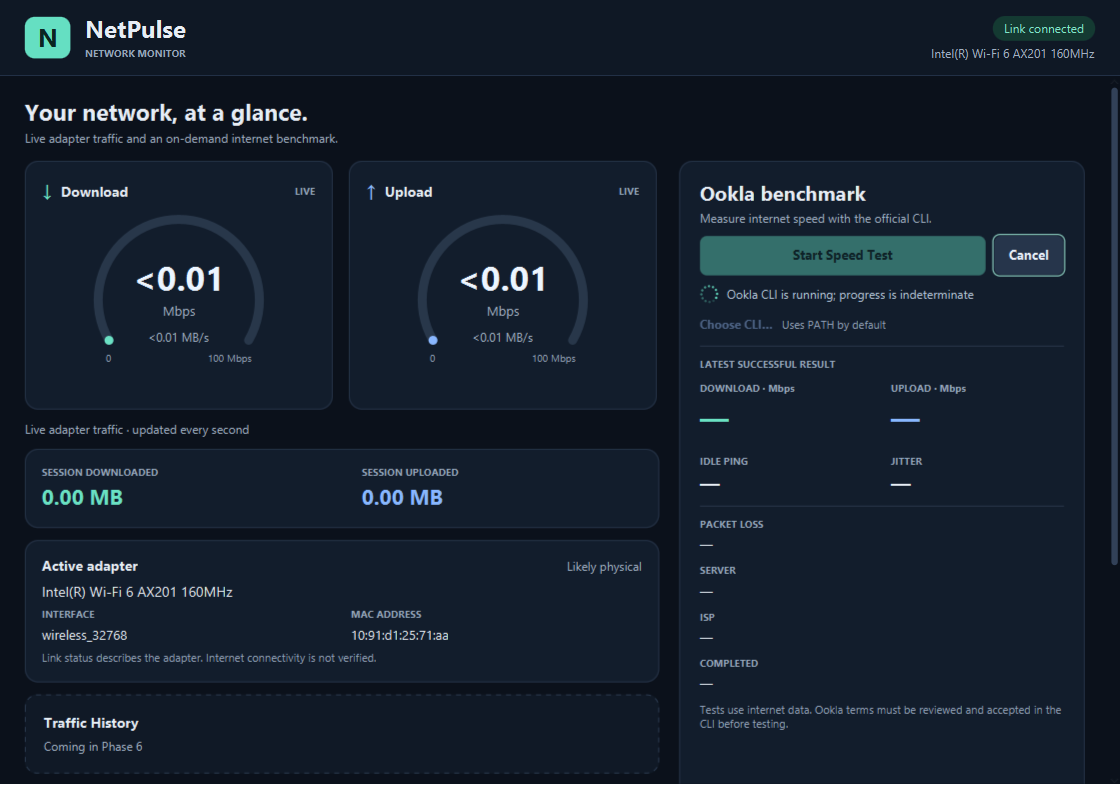 N
NetPulse
NETWORK MONITOR
Link connected
Intel(R) Wi-Fi 6 AX201 160MHz
Your network, at a glance.
Live adapter traffic and an on-demand internet benchmark.
↓ Download
LIVE
<0.01
Mbps
<0.01 MB/s
0
100 Mbps
↑ Upload
LIVE
<0.01
Mbps
<0.01 MB/s
0
100 Mbps
Live adapter traffic · updated every second
SESSION DOWNLOADED
0.00 MB
SESSION UPLOADED
0.00 MB
Active adapter
Likely physical
Intel(R) Wi-Fi 6 AX201 160MHz
INTERFACE
wireless_32768
MAC ADDRESS
10:91:d1:25:71:aa
Link status describes the adapter. Internet connectivity is not verified.
Traffic History
Coming in Phase 6
Ookla benchmark
Measure internet speed with the official CLI.
Start Speed Test
Cancel
Ookla CLI is running; progress is indeterminate
Choose CLI... Uses PATH by default
LATEST SUCCESSFUL RESULT
DOWNLOAD · Mbps
—
UPLOAD · Mbps
—
IDLE PING
—
JITTER
—
PACKET LOSS
—
SERVER
—
ISP
—
COMPLETED
—
Tests use internet data. Ookla terms must be reviewed and accepted in the
CLI before testing.